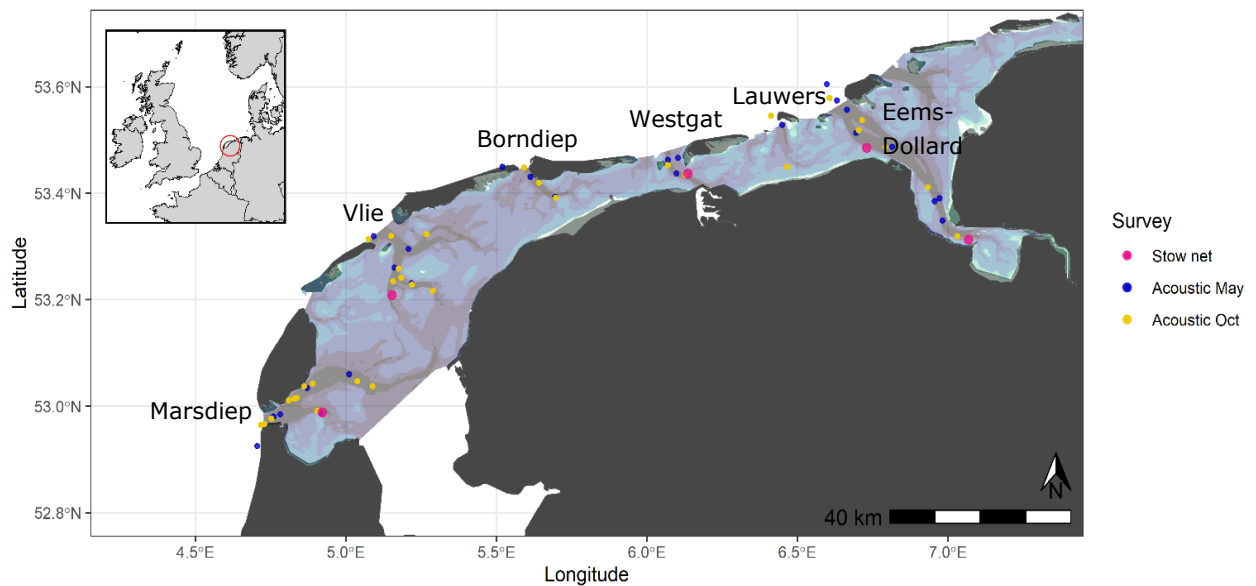 Lauwers
Westgat
Eems-
Dollard
Borndiep
Vlie
Marsdiep
53.6°N
53.4°N
53.2°N
53.0°N
52.8°N
Latitude
4.5°E
5.0°E
5.5°E
6.0°E
6.5°E
7.0°E
Longitude
40 km
N
Survey
Stow net
Acoustic May
Acoustic Oct